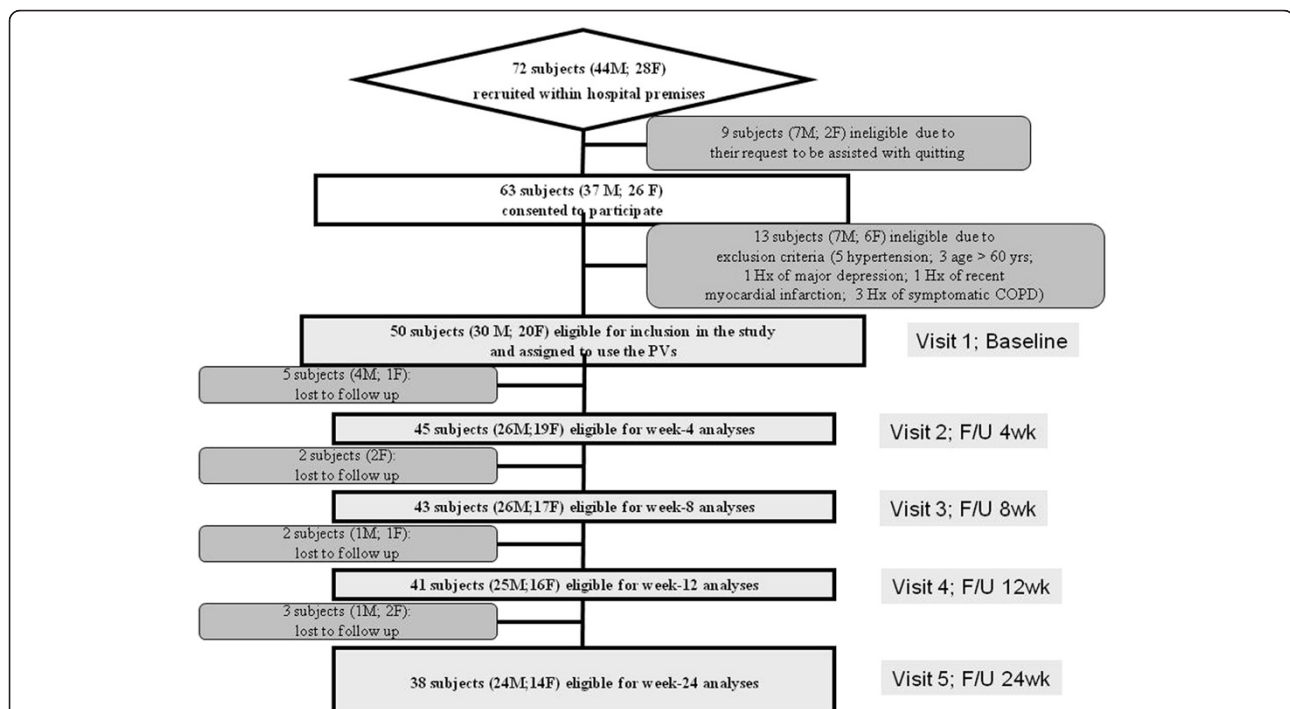 72 subjects (44M; 28F)
recruited within hospital premises
9 subjects (7M; 2F) ineligible due to
their request to be assisted with quitting
63 subjects (37 M; 26 F)
consented to participate
13 subjects (7M; 6F) ineligible due to
exclusion criteria (5 hypertension; 3 age > 60 yrs;
1 Hx of major depression; 1 Hx of recent
myocardial infarction; 3 Hx of symptomatic COPD)
50 subjects (30 M; 20F) eligible for inclusion in the study
and assigned to use the PVs
Visit 1; Baseline
5 subjects (4M; 1F):
lost to follow up
45 subjects (26M;19F) eligible for week-4 analyses
Visit 2; F/U 4wk
2 subjects (2F):
lost to follow up
43 subjects (26M;17F) eligible for week-8 analyses
Visit 3; F/U 8wk
2 subjects (1M; 1F):
lost to follow up
41 subjects (25M;16F) eligible for week-12 analyses
Visit 4; F/U 12wk
3 subjects (1M; 2F):
lost to follow up
38 subjects (24M;14F) eligible for week-24 analyses
Visit 5; F/U 24wk